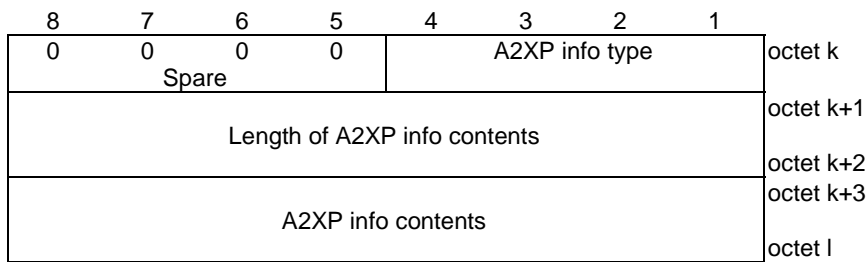 8 7 6 5 4 3 2 1
0 0 0 0 A2XP info type octet k
Spare
octet k+1
Length of A2XP info contents
octet k+2
octet k+3
A2XP info contents
octet l